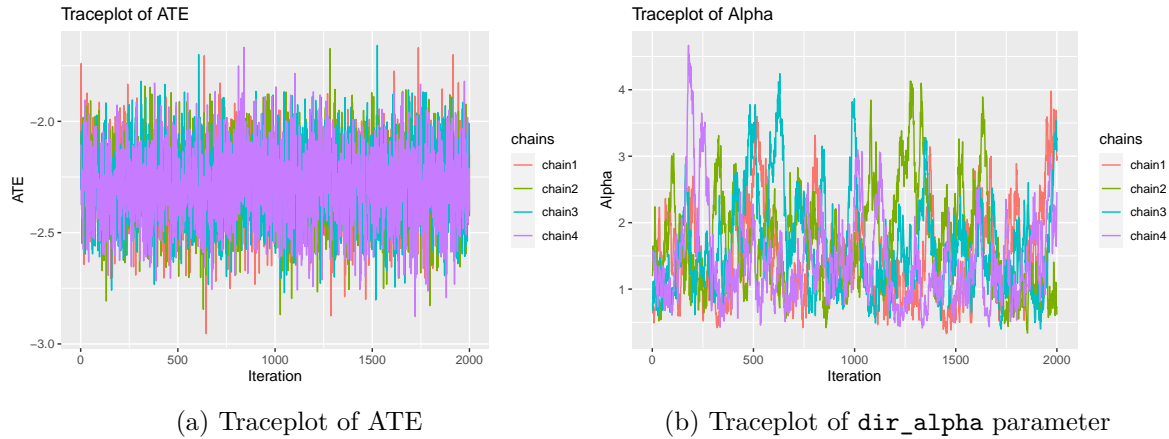 Traceplot of ATE
−2.0
−2.5
−3.0
ATE
0
500
1000
1500
2000
Iteration
chains
chain1
chain2
chain3
chain4
(a) Traceplot of ATE
Traceplot of Alpha
4
3
2
1
Alpha
0
500
1000
1500
2000
Iteration
chains
chain1
chain2
chain3
chain4
(b) Traceplot of dir_alpha parameter